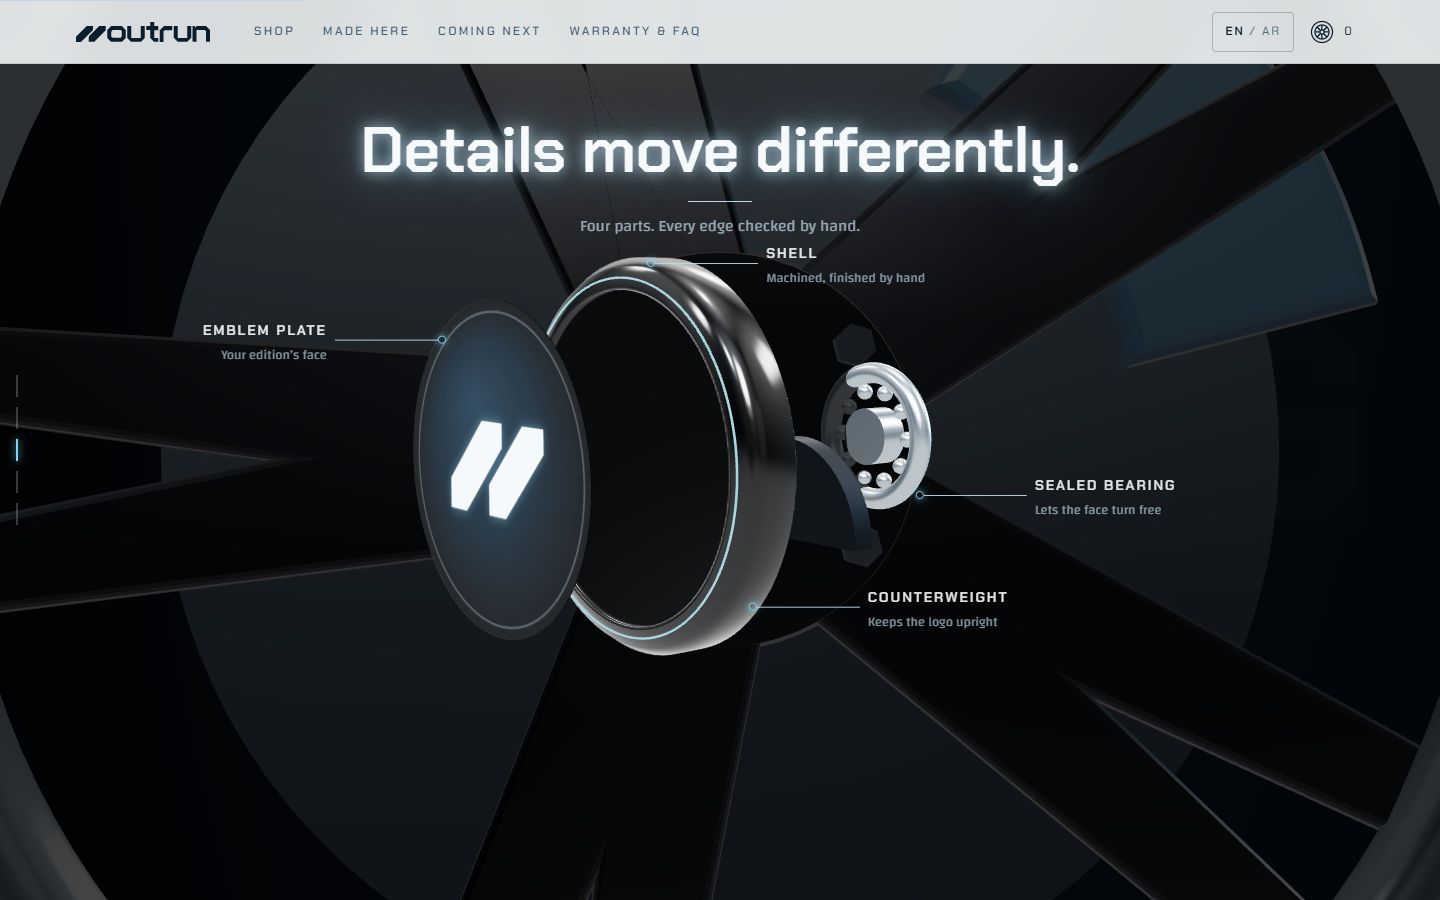 outrun
SHOP
MADE HERE
COMING NEXT
WARRANTY & FAQ
EN / AR
0
Details move differently.
Four parts. Every edge checked by hand.
SHELL
Machined, finished by hand
EMBLEM PLATE
Your edition's face
SEALED BEARING
Lets the face turn free
COUNTERWEIGHT
Keeps the logo upright